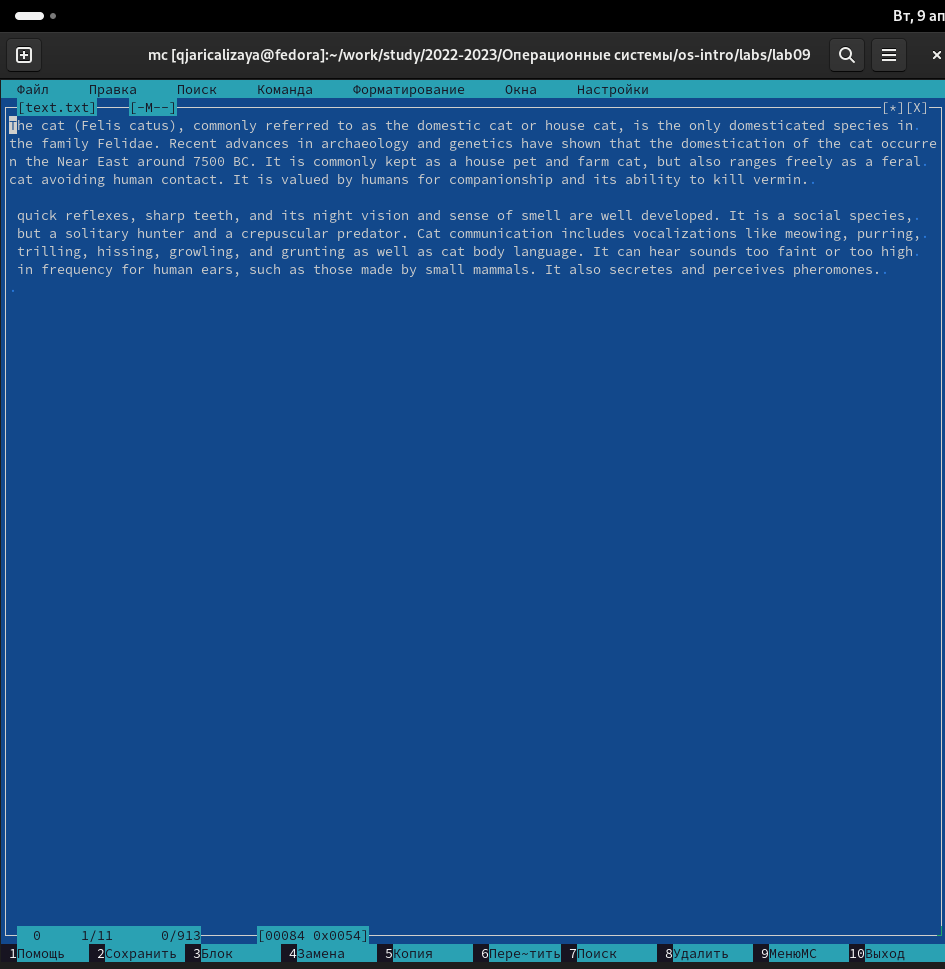 Вт, 9 ап
mc [qjaricalizaya@fedora]:~/work/study/2022-2023/Операционные системы/os-intro/labs/lab09
Файл Правка Поиск Команда Форматирование Окна Настройки
[text.txt] [-M--] [*][X]
The cat (Felis catus), commonly referred to as the domestic cat or house cat, is the only domesticated species in
the family Felidae. Recent advances in archaeology and genetics have shown that the domestication of the cat occurre
n the Near East around 7500 BC. It is commonly kept as a house pet and farm cat, but also ranges freely as a feral
cat avoiding human contact. It is valued by humans for companionship and its ability to kill vermin.
quick reflexes, sharp teeth, and its night vision and sense of smell are well developed. It is a social species,
but a solitary hunter and a crepuscular predator. Cat communication includes vocalizations like meowing, purring,
trilling, hissing, growling, and grunting as well as cat body language. It can hear sounds too faint or too high
in frequency for human ears, such as those made by small mammals. It also secretes and perceives pheromones.
0 1/11 0/913 [00084 0x0054]
1Помощь 2Сохранить 3Блок 4Замена 5Копия 6Пере~тить 7Поиск 8Удалить 9МенюMC 10Выход